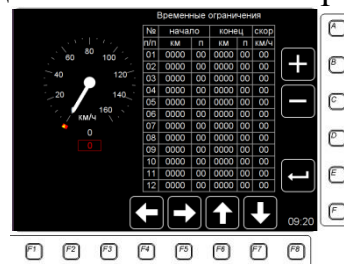 Временные ограничения
№ начало конец скор
п/п км п км п км/ч
01 0000 00 0000 00 00
02 0000 00 0000 00 00
03 0000 00 0000 00 00
04 0000 00 0000 00 00
05 0000 00 0000 00 00
06 0000 00 0000 00 00
07 0000 00 0000 00 00
08 0000 00 0000 00 00
09 0000 00 0000 00 00
10 0000 00 0000 00 00
11 0000 00 0000 00 00
12 0000 00 0000 00 00
0 20 40 60 80 100 120 140 160
км/ч
0
0
09:20
A
B
C
D
E
F
F1 F2 F3 F4 F5 F6 F7 F8